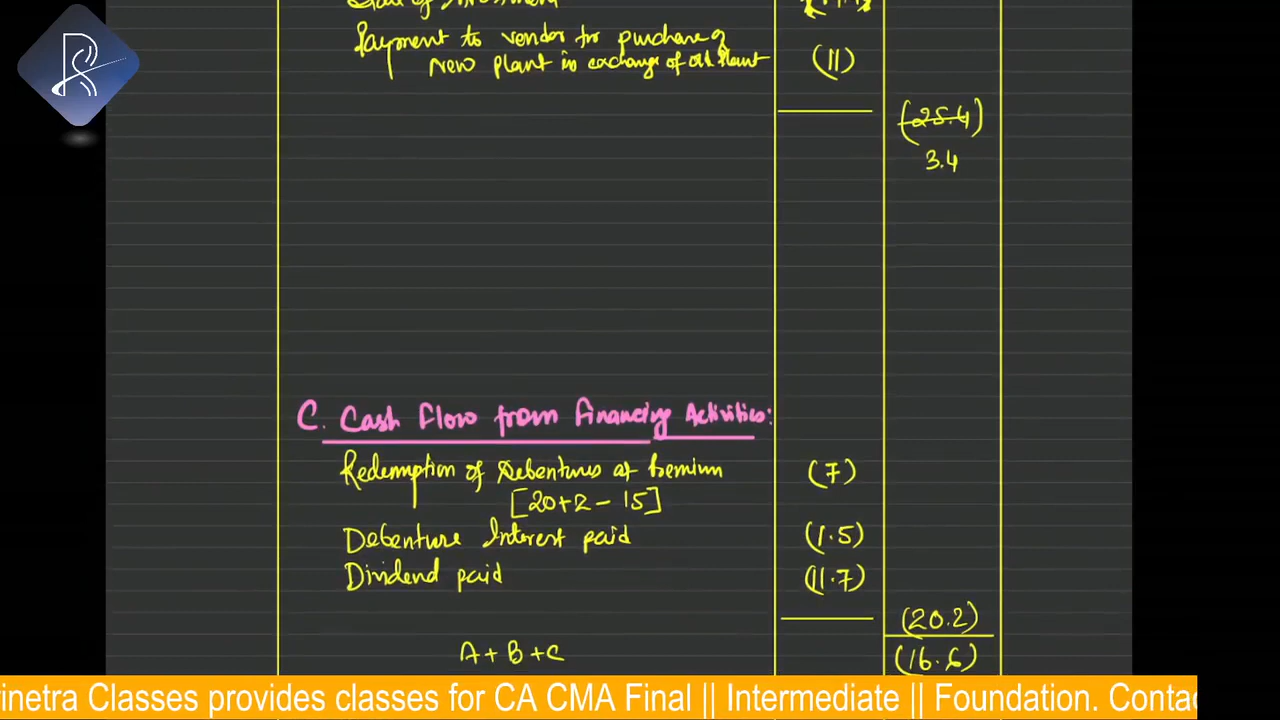 Payment to vendor for purchase of (11)
New plant in exchange of old plant
(25.4)
3.4
C. Cash Flow from Financing Activities:
Redemption of Debentures at Premium (7)
[20+2-15]
Debenture Interest paid (1.5)
Dividend paid (11.7)
(20.2)
A+B+C (16.6)
rinetra Classes provides classes for CA CMA Final || Intermediate || Foundation. Conta